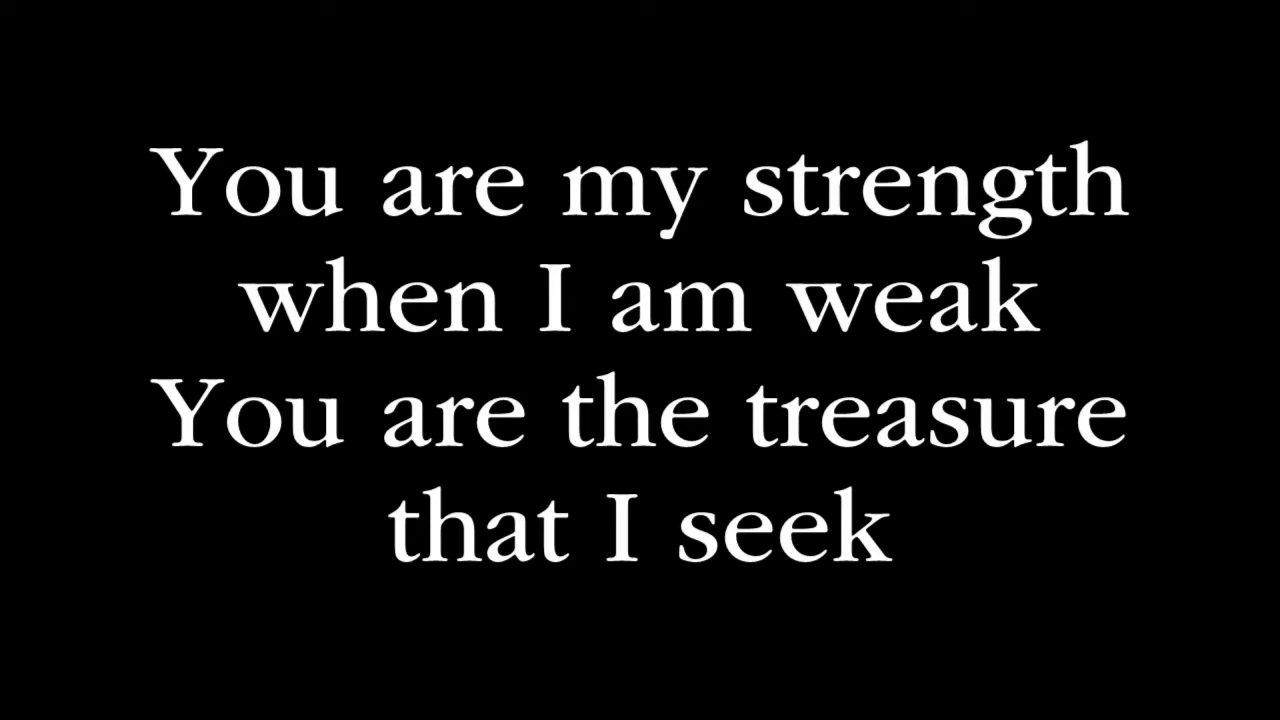 You are my strength
when I am weak
You are the treasure
that I seek